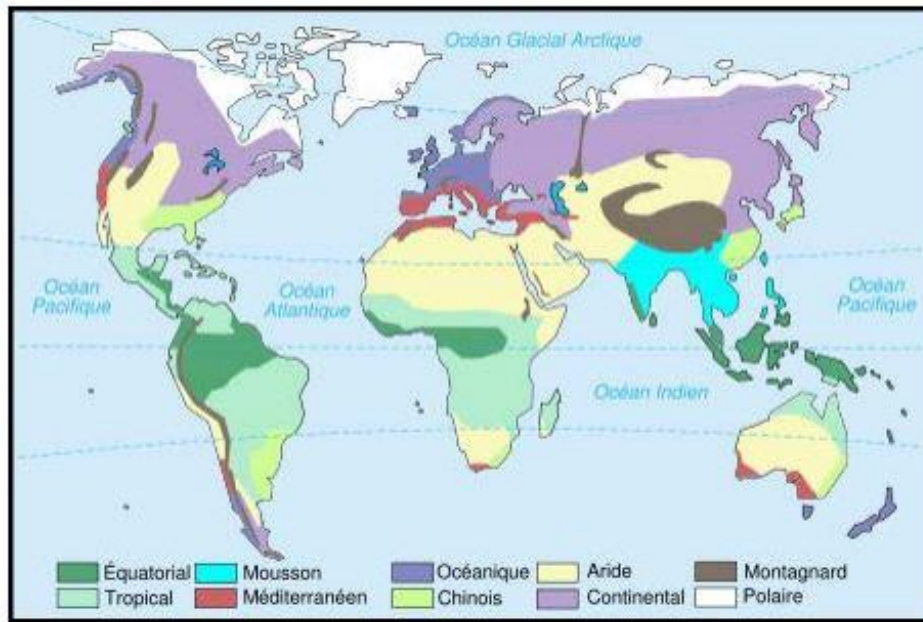 Océan Glacial Arctique
Océan
Pacifique
Océan
Atlantique
Océan
Pacifique
Océan Indien
Équatorial
Mousson
Océanique
Aride
Montagnard
Tropical
Méditerranéen
Chinois
Continental
Polaire